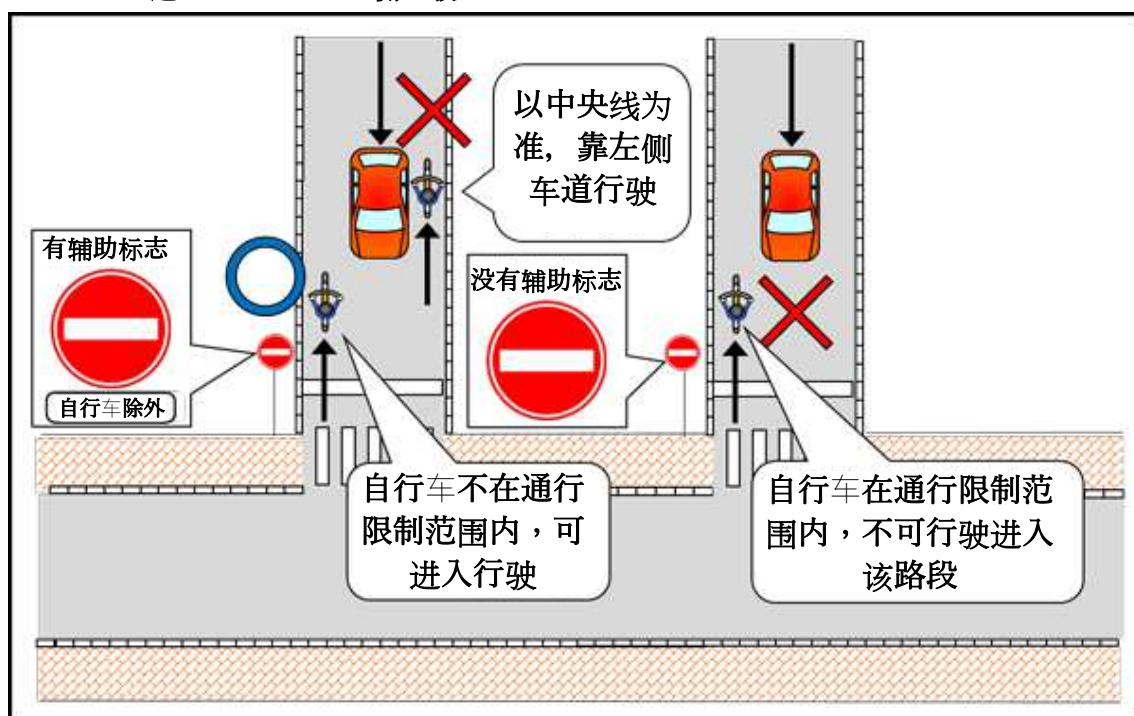 以中央线为
准，靠左侧
车道行驶
有辅助标志
自行车除外
没有辅助标志
自行车不在通行
限制范围内，可
进入行驶
自行车在通行限制范
围内，不可行驶进入
该路段